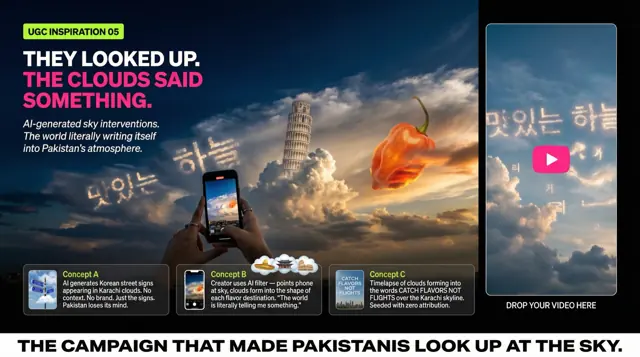 UGC INSPIRATION 05
THEY LOOKED UP.
THE CLOUDS SAID
SOMETHING.
AI-generated sky interventions.
The world literally writing itself
into Pakistan's atmosphere.
맛있는 하늘
Concept A
AI generates Korean street signs
appearing in Karachi clouds. No
context. No brand. Just the signs.
Pakistan loses its mind.
Concept B
Creator uses AI filter — points phone
at sky, clouds form into the shape of
each flavor destination. "The world
is literally telling me something."
CATCH
FLAVORS
NOT
FLIGHTS
Concept C
Timelapse of clouds forming into
the words CATCH FLAVORS NOT
FLIGHTS over the Karachi skyline.
Seeded with zero attribution.
맛있는 하늘
DROP YOUR VIDEO HERE
THE CAMPAIGN THAT MADE PAKISTANIS LOOK UP AT THE SKY.